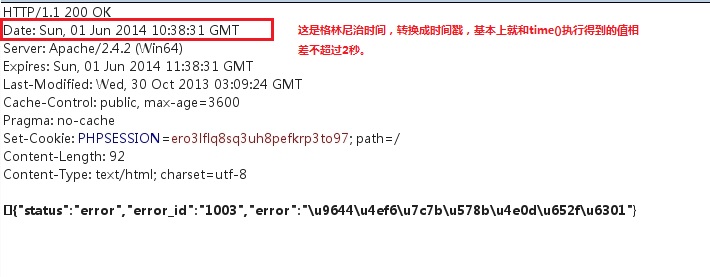 HTTP/1.1 200 OK
Date: Sun, 01 Jun 2014 10:38:31 GMT
这是格林尼治时间，转换成时间戳，基本上就和time()执行得到的值相
差不超过2秒。
Server: Apache/2.4.2 (Win64)
Expires: Sun, 01 Jun 2014 11:38:31 GMT
Last-Modified: Wed, 30 Oct 2013 03:09:24 GMT
Cache-Control: public, max-age=3600
Pragma: no-cache
Set-Cookie: PHPSESSION=ero3lflq8sq3uh8pefkrp3to97; path=/
Content-Length: 92
Content-Type: text/html; charset=utf-8
[]{"status":"error","error_id":"1003","error":"\u9644\u4ef6\u7c7b\u578b\u4e0d\u652f\u6301"}